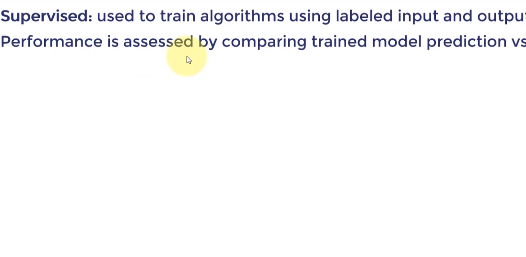 Supervised: used to train algorithms using labeled input and outpu
Performance is assessed by comparing trained model prediction vs